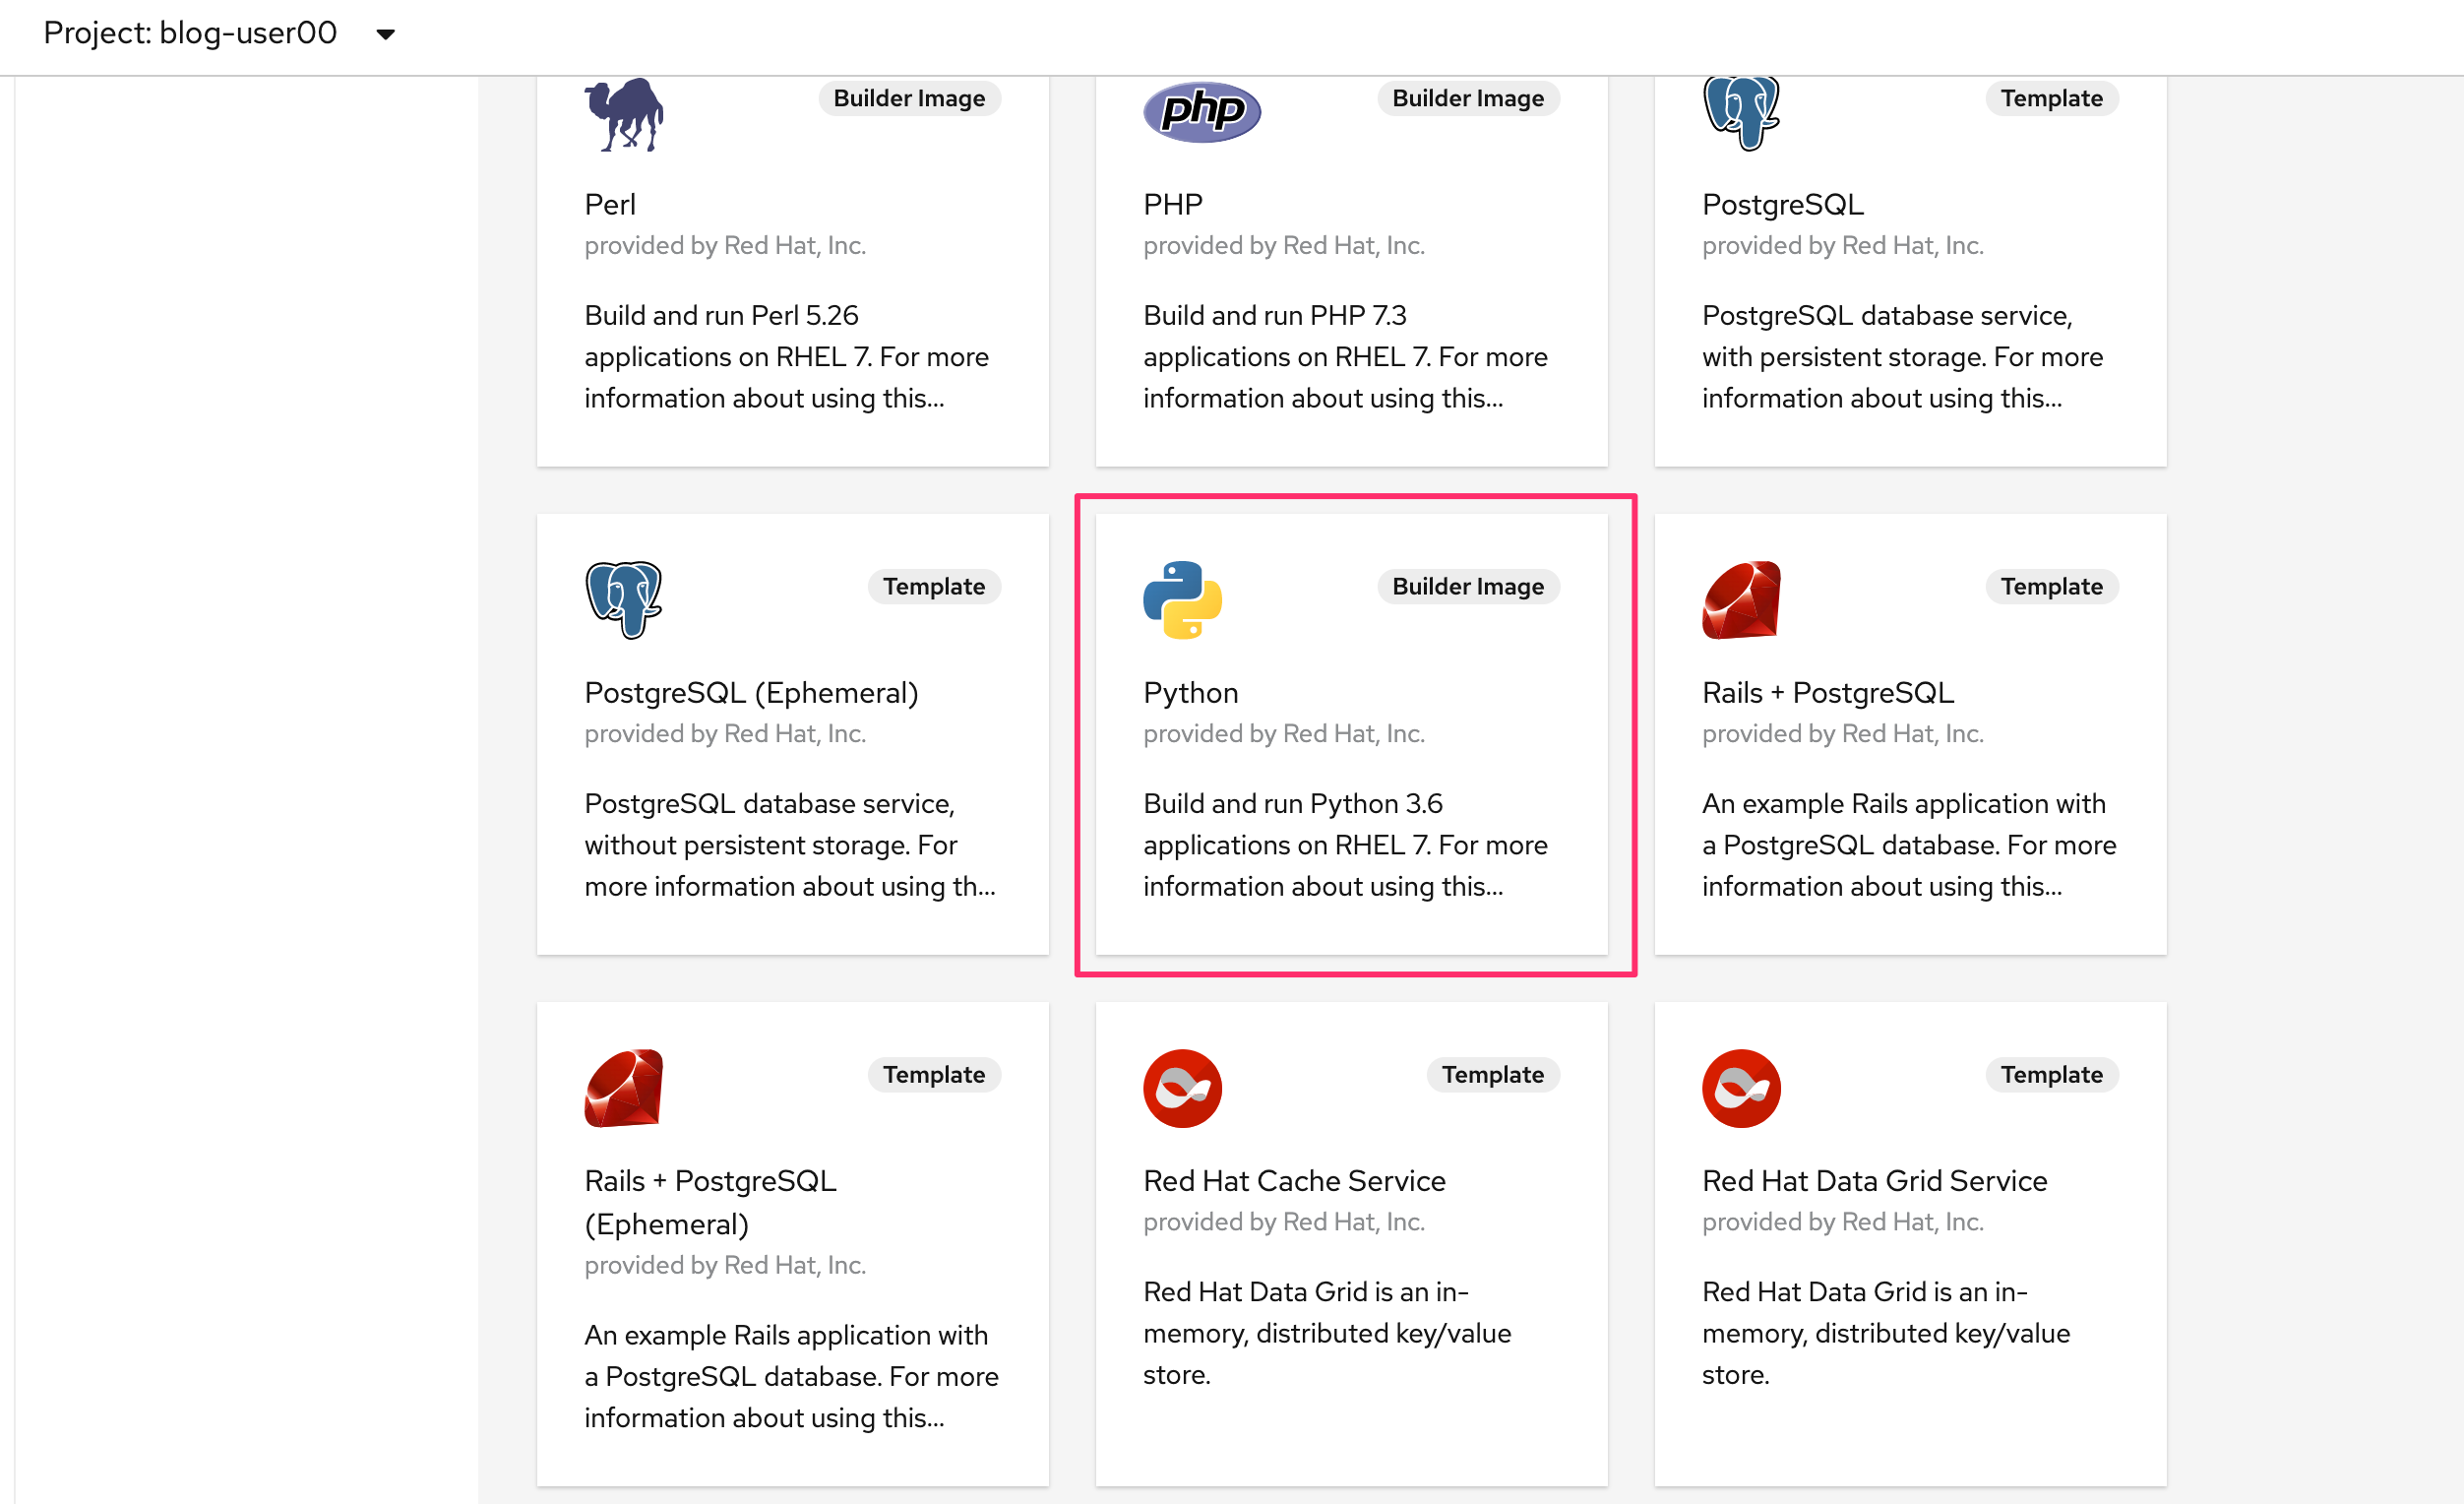 Project: blog-user00
Builder Image
php
Builder Image
Template
Perl
provided by Red Hat, Inc.
Build and run Perl 5.26
applications on RHEL 7. For more
information about using this...
PHP
provided by Red Hat, Inc.
Build and run PHP 7.3
applications on RHEL 7. For more
information about using this...
PostgreSQL
provided by Red Hat, Inc.
PostgreSQL database service,
with persistent storage. For more
information about using this...
Template
PostgreSQL (Ephemeral)
provided by Red Hat, Inc.
PostgreSQL database service,
without persistent storage. For
more information about using th...
Builder Image
Python
provided by Red Hat, Inc.
Build and run Python 3.6
applications on RHEL 7. For more
information about using this...
Template
Rails + PostgreSQL
provided by Red Hat, Inc.
An example Rails application with
a PostgreSQL database. For more
information about using this...
Template
Rails + PostgreSQL
(Ephemeral)
provided by Red Hat, Inc.
An example Rails application with
a PostgreSQL database. For more
information about using this...
Template
Red Hat Cache Service
provided by Red Hat, Inc.
Red Hat Data Grid is an in-
memory, distributed key/value
store.
Template
Red Hat Data Grid Service
provided by Red Hat, Inc.
Red Hat Data Grid is an in-
memory, distributed key/value
store.